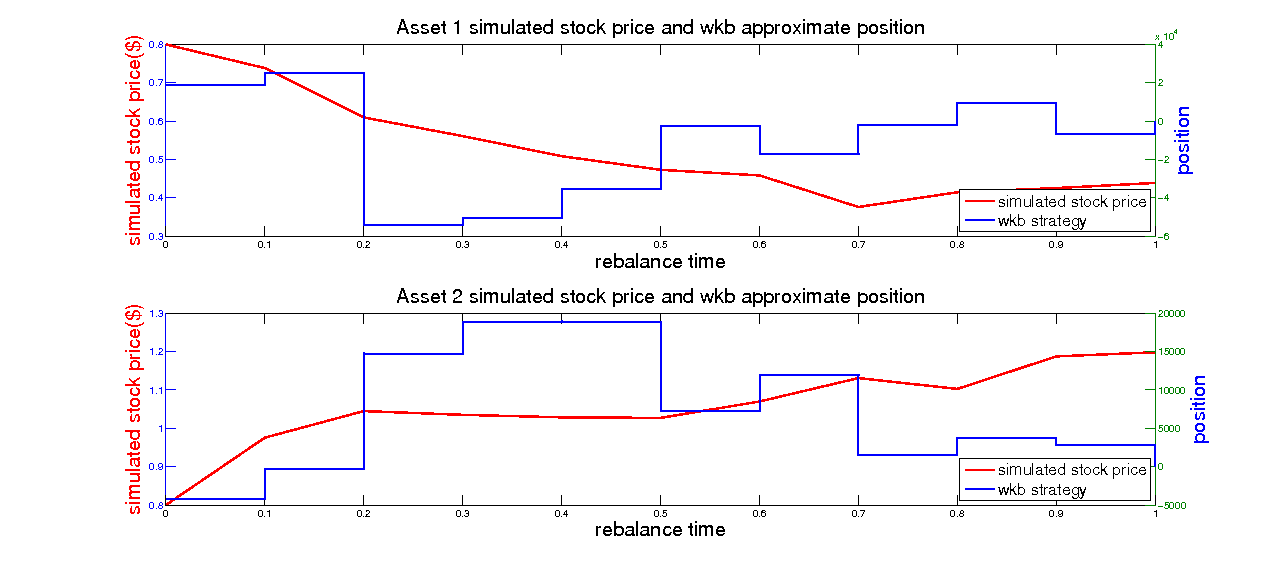 Asset 1 simulated stock price and wkb approximate position
x 10^4
simulated stock price($)
0.8
0.7
0.6
0.5
0.4
0.3
4
2
0
-2
-4
-6
position
simulated stock price
wkb strategy
0 0.1 0.2 0.3 0.4 0.5 0.6 0.7 0.8 0.9 1
rebalance time
Asset 2 simulated stock price and wkb approximate position
simulated stock price($)
1.3
1.2
1.1
1
0.9
0.8
20000
15000
10000
5000
0
-5000
position
simulated stock price
wkb strategy
0 0.1 0.2 0.3 0.4 0.5 0.6 0.7 0.8 0.9 1
rebalance time